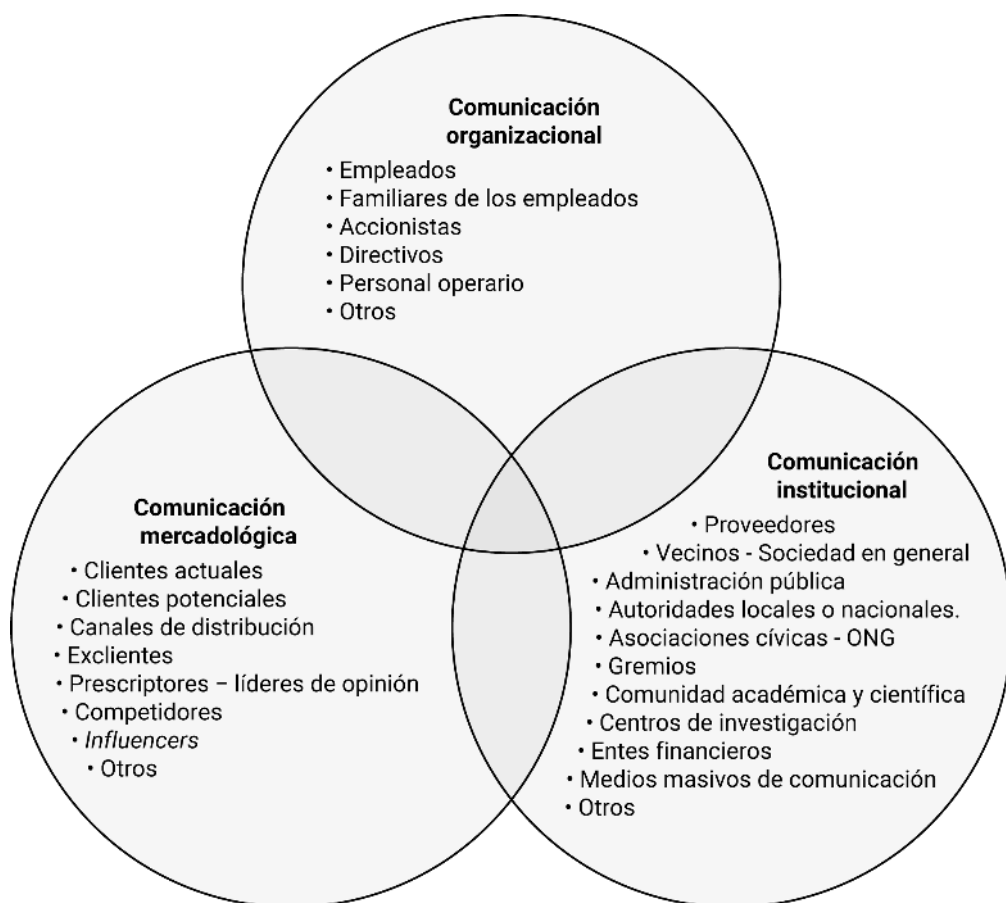 Comunicación
organizacional
• Empleados
• Familiares de los empleados
• Accionistas
• Directivos
• Personal operario
• Otros
Comunicación
mercadológica
• Clientes actuales
• Clientes potenciales
• Canales de distribución
• Exclientes
• Prescriptores – líderes de opinión
• Competidores
• Influencers
• Otros
Comunicación
institucional
• Proveedores
• Vecinos - Sociedad en general
• Administración pública
• Autoridades locales o nacionales.
• Asociaciones cívicas - ONG
• Gremios
• Comunidad académica y científica
• Centros de investigación
• Entes financieros
• Medios masivos de comunicación
• Otros